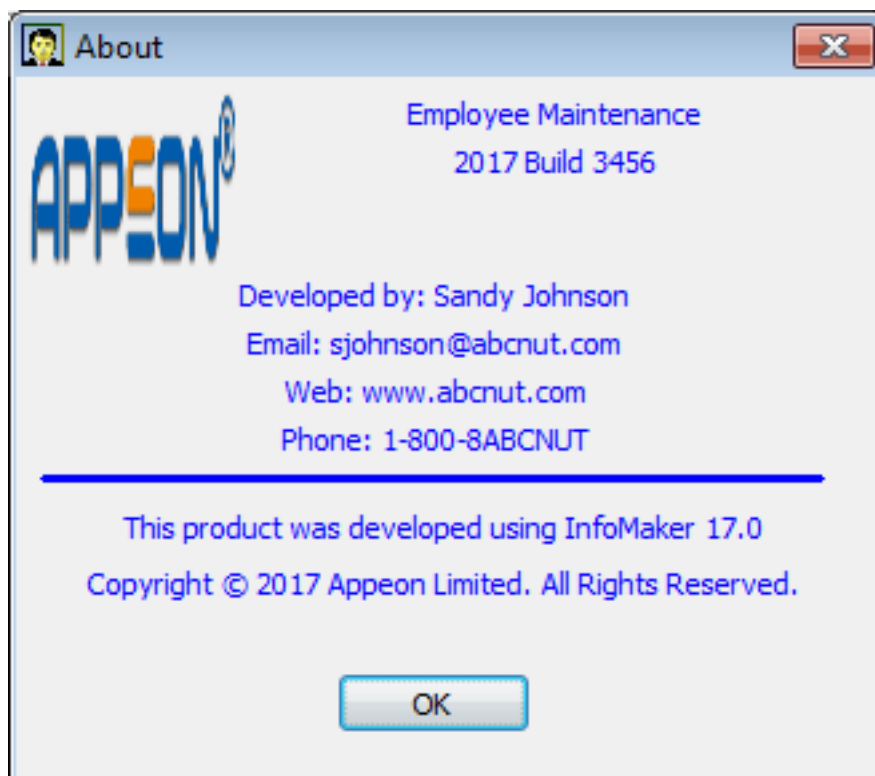 About
APPEON®
Employee Maintenance
2017 Build 3456
Developed by: Sandy Johnson
Email: sjohnson@abcnut.com
Web: www.abcnut.com
Phone: 1-800-8ABCNUT
This product was developed using InfoMaker 17.0
Copyright © 2017 Appeon Limited. All Rights Reserved.
OK